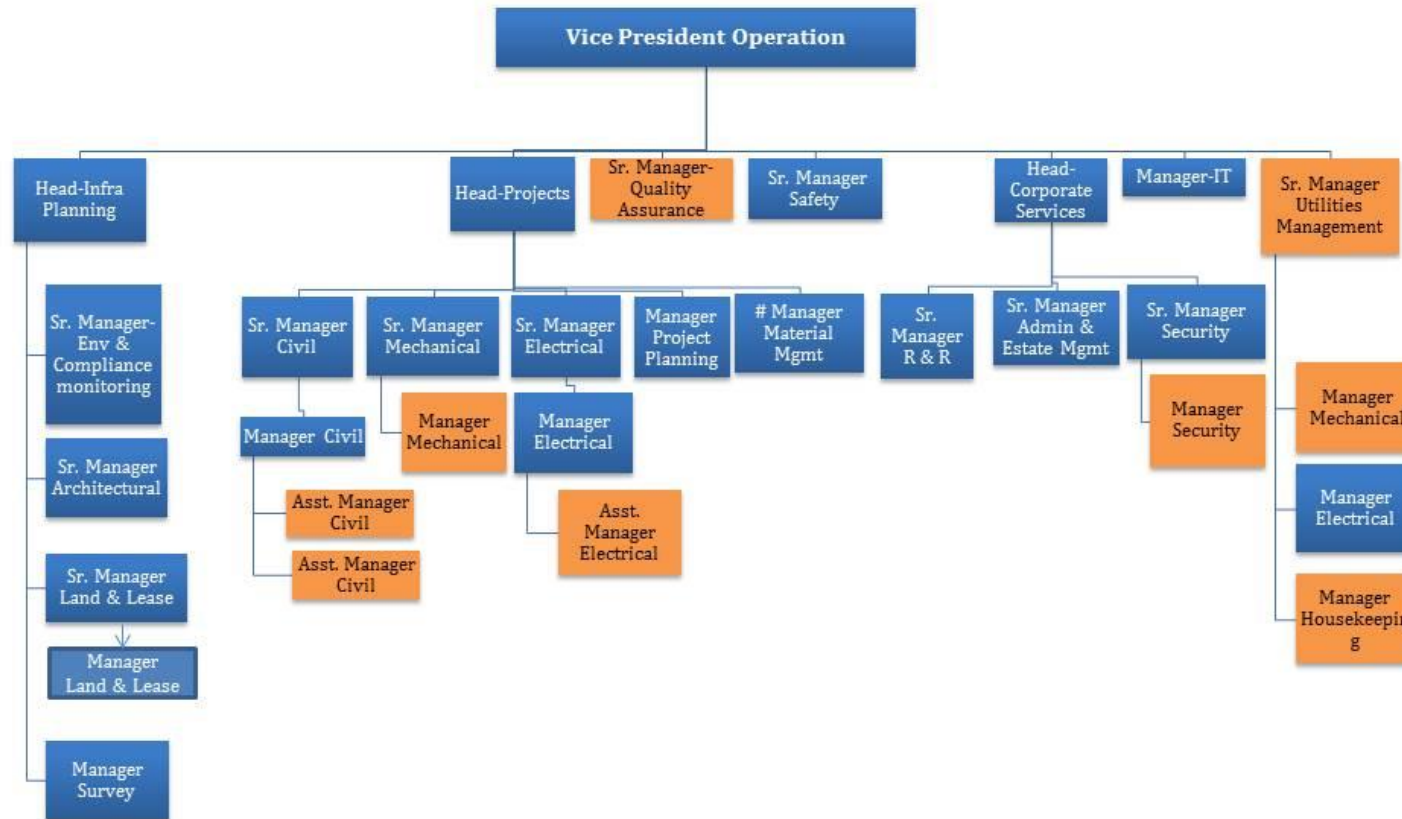 Vice President Operation
Head-Infra
Planning
Head-Projects
Sr. Manager-
Quality
Assurance
Sr. Manager
Safety
Head-
Corporate
Services
Manager-IT
Sr. Manager
Utilities
Management
Sr. Manager-
Env &
Compliance
monitoring
Sr. Manager
Architectural
Sr. Manager
Land & Lease
Manager
Land & Lease
Manager
Survey
Sr. Manager
Civil
Manager Civil
Asst. Manager
Civil
Asst. Manager
Civil
Sr. Manager
Mechanical
Manager
Mechanical
Sr. Manager
Electrical
Manager
Electrical
Asst.
Manager
Electrical
Manager
Project
Planning
# Manager
Material
Mgmt
Sr.
Manager
R & R
Sr. Manager
Admin &
Estate Mgmt
Sr. Manager
Security
Manager
Security
Manager
Mechanical
Manager
Electrical
Manager
Housekeepin
g